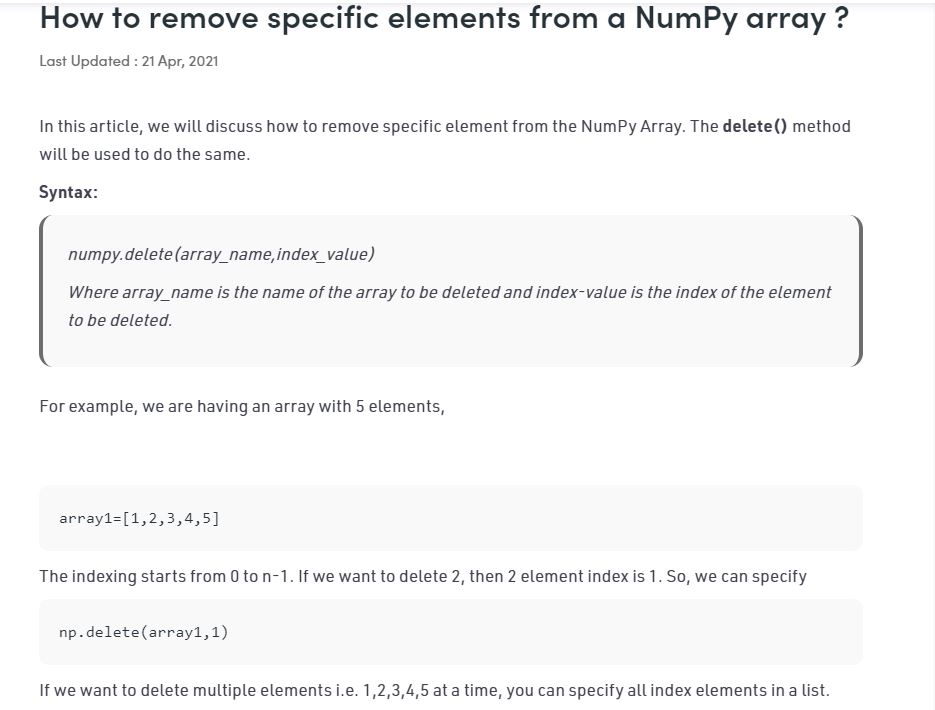 How to remove specific elements from a NumPy array ?
Last Updated : 21 Apr, 2021
In this article, we will discuss how to remove specific element from the NumPy Array. The delete() method
will be used to do the same.
Syntax:
numpy.delete(array_name,index_value)
Where array_name is the name of the array to be deleted and index-value is the index of the element
to be deleted.
For example, we are having an array with 5 elements,
array1=[1,2,3,4,5]
The indexing starts from 0 to n-1. If we want to delete 2, then 2 element index is 1. So, we can specify
np.delete(array1,1)
If we want to delete multiple elements i.e. 1,2,3,4,5 at a time, you can specify all index elements in a list.